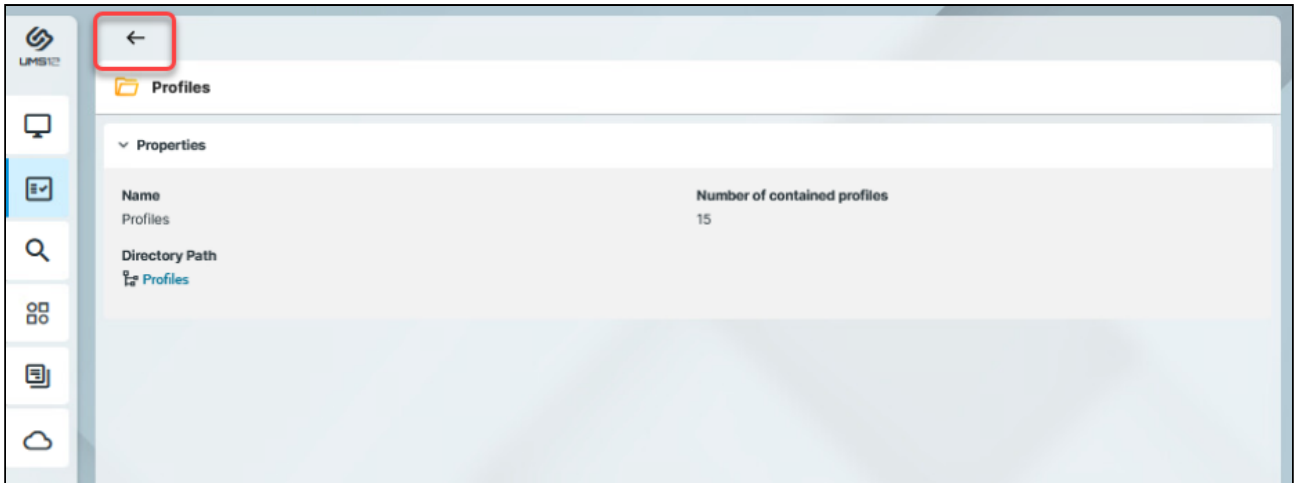 UMS12
Profiles
Properties
Name
Profiles
Number of contained profiles
15
Directory Path
Profiles